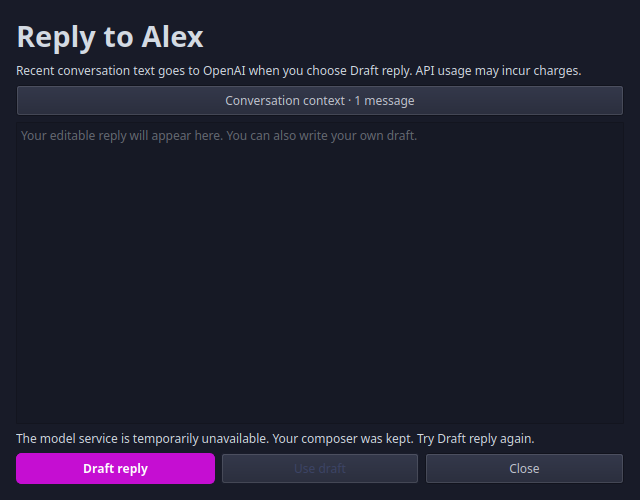 Reply to Alex
Recent conversation text goes to OpenAI when you choose Draft reply. API usage may incur charges.
Conversation context · 1 message
Your editable reply will appear here. You can also write your own draft.
The model service is temporarily unavailable. Your composer was kept. Try Draft reply again.
Draft reply
Use draft
Close